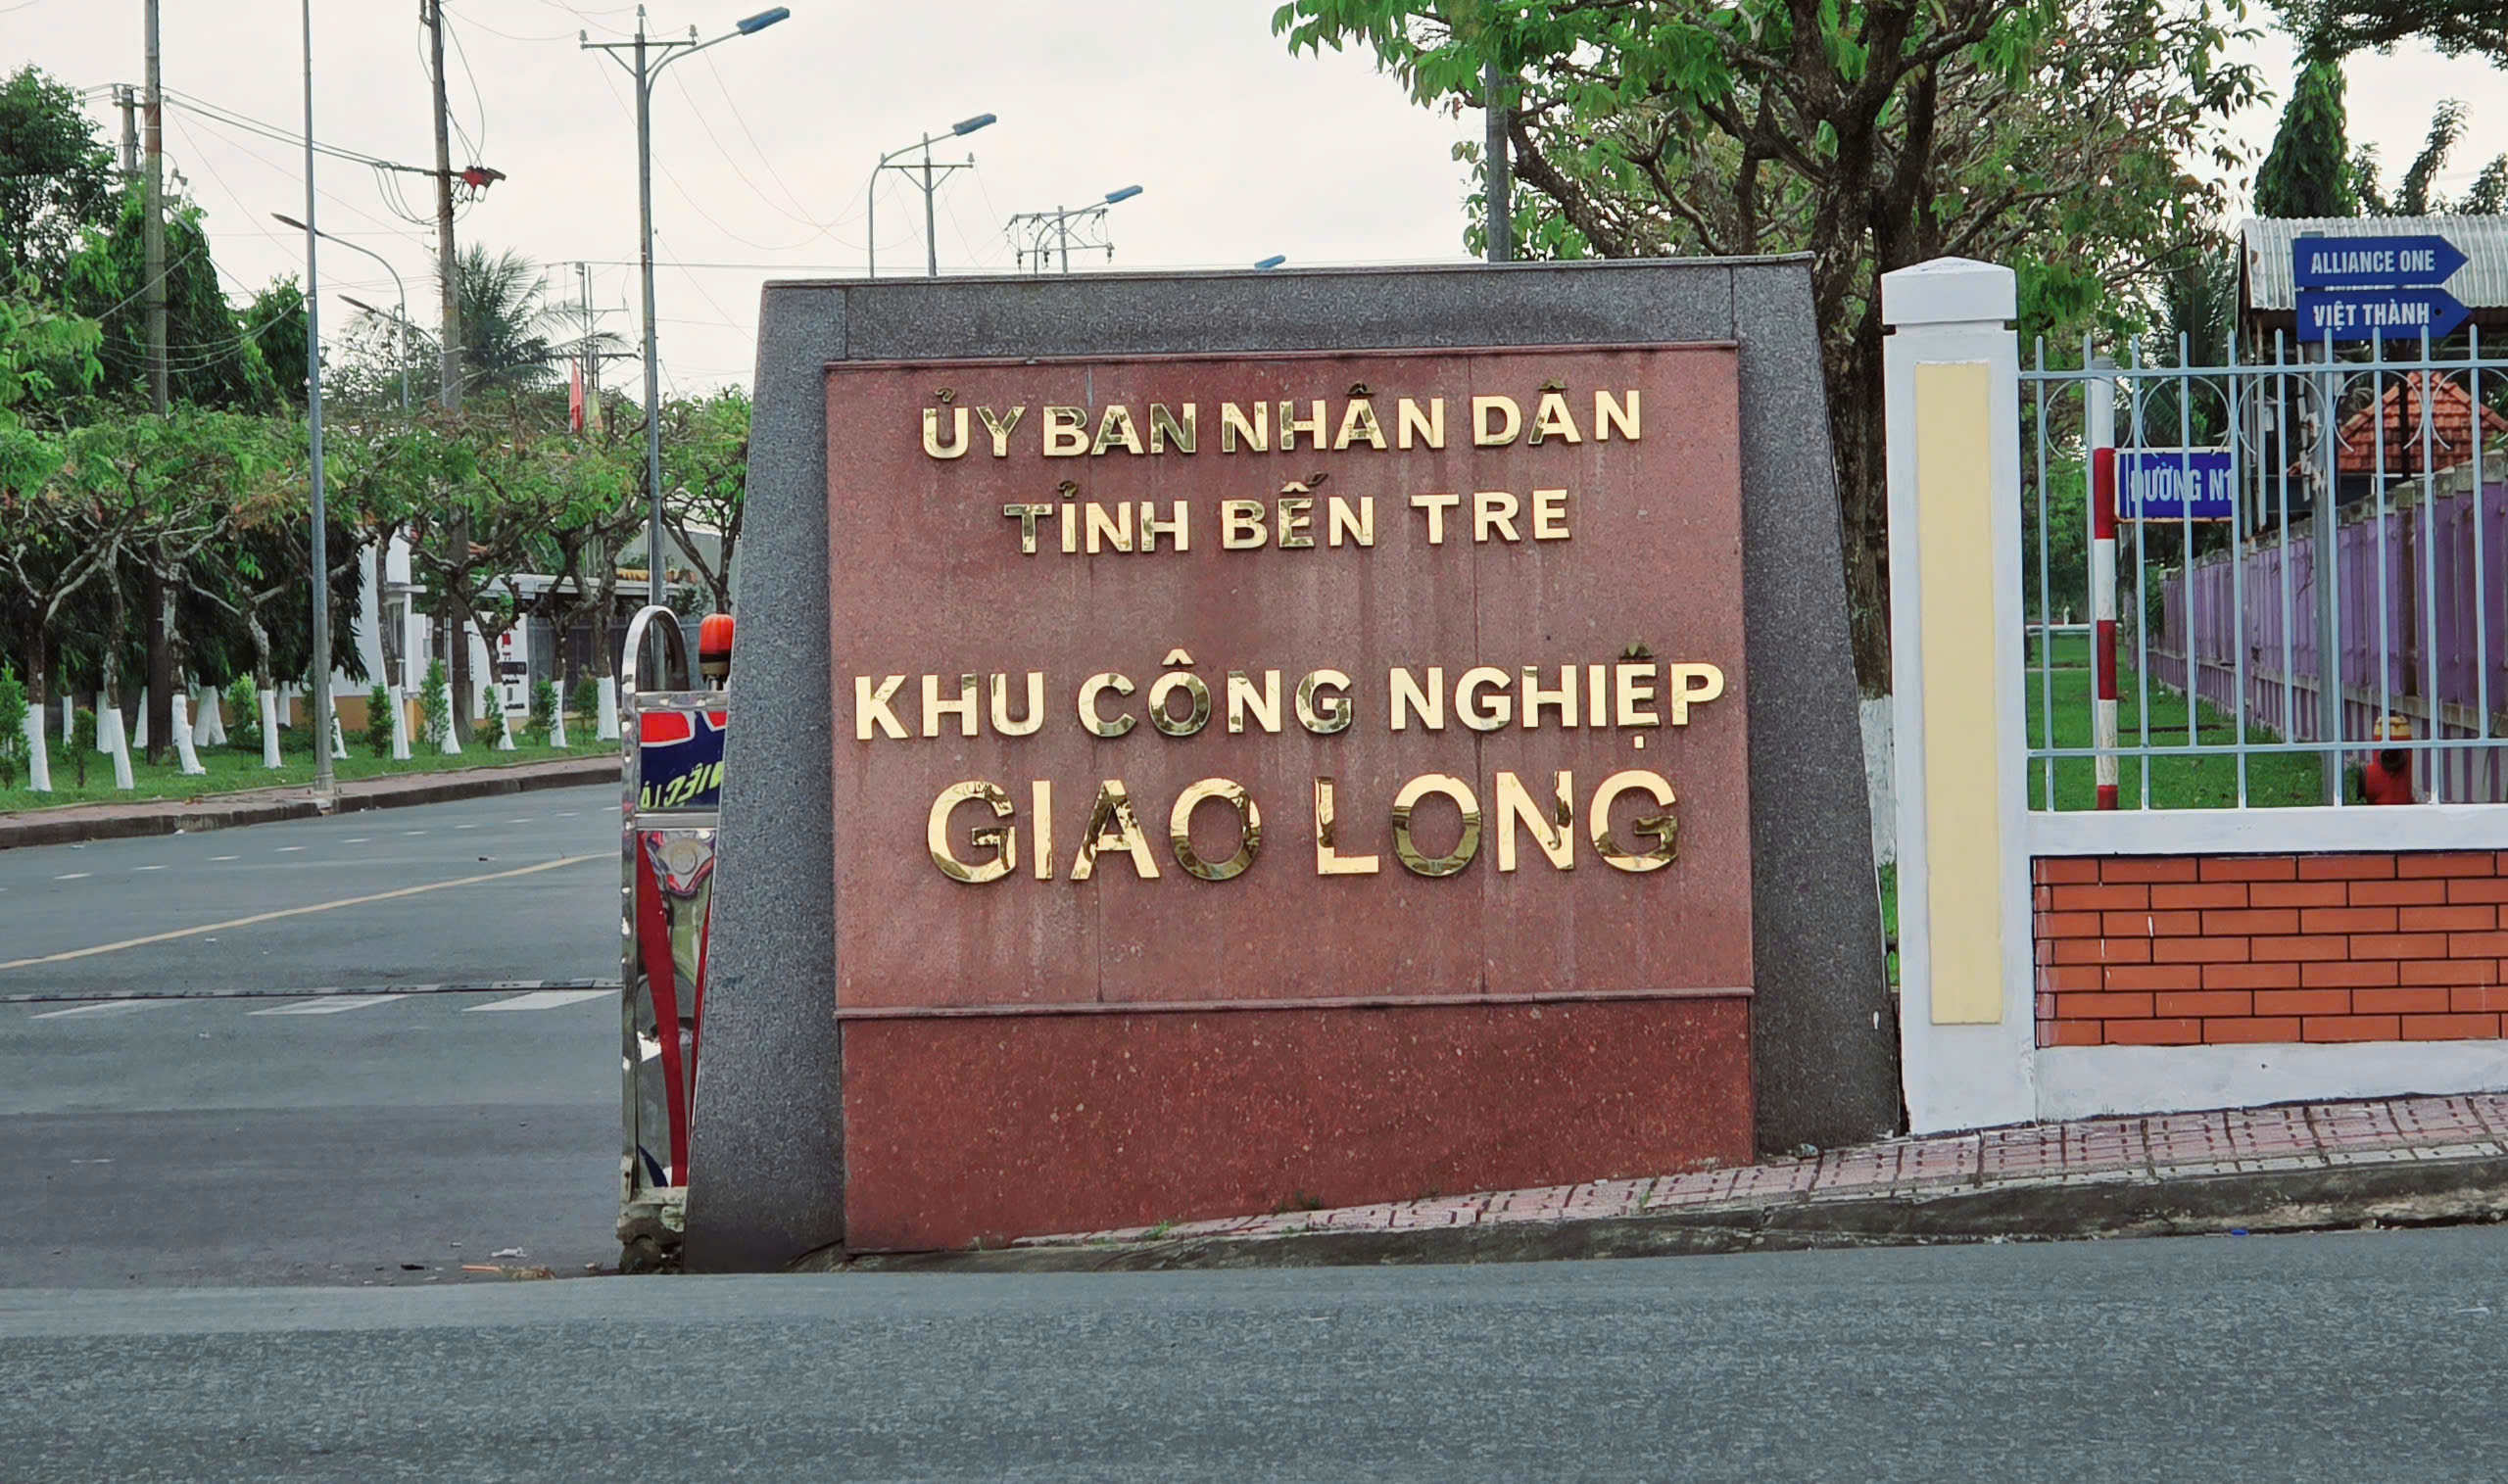 ỦY BAN NHÂN DÂN
TỈNH BẾN TRE
KHU CÔNG NGHIỆP
GIAO LONG
ALLIANCE ONE
VIỆT THÀNH
ĐƯỜNG N1